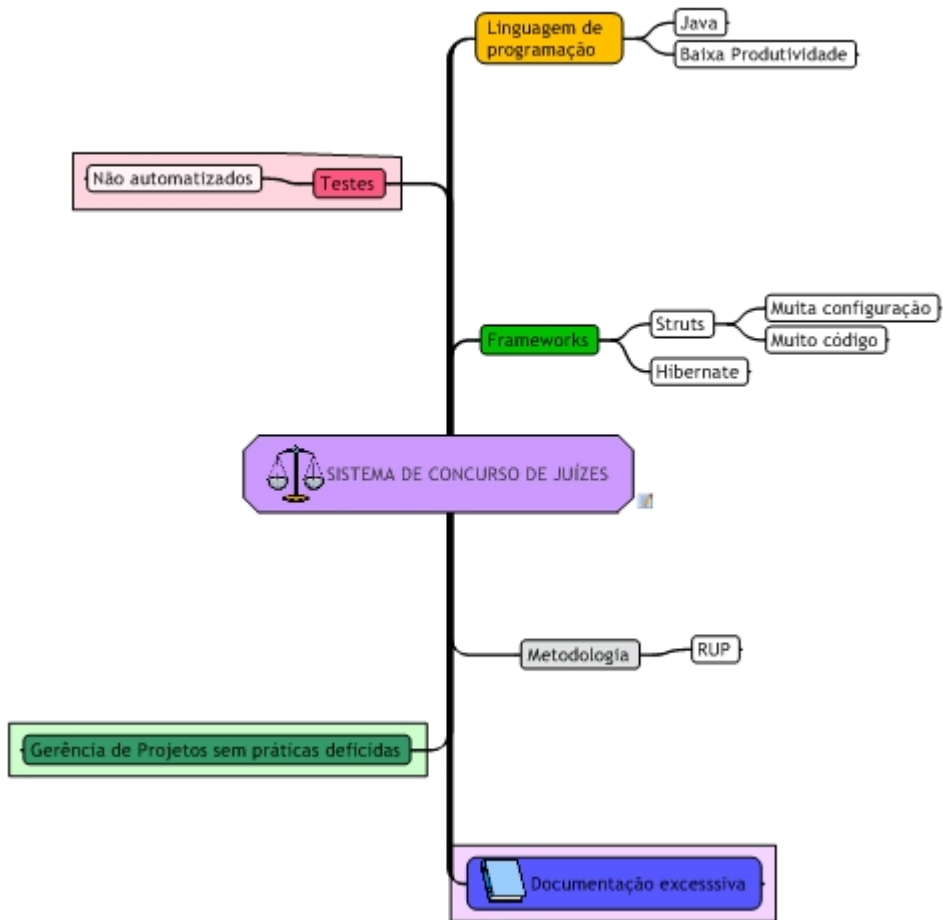 Linguagem de
programação
Java
Baixa Produtividade
Não automatizados
Testes
Frameworks
Struts
Muita configuração
Muito código
Hibernate
SISTEMA DE CONCURSO DE JUÍZES
Metodologia
RUP
Gerência de Projetos sem práticas deficidas
Documentação excesssiva